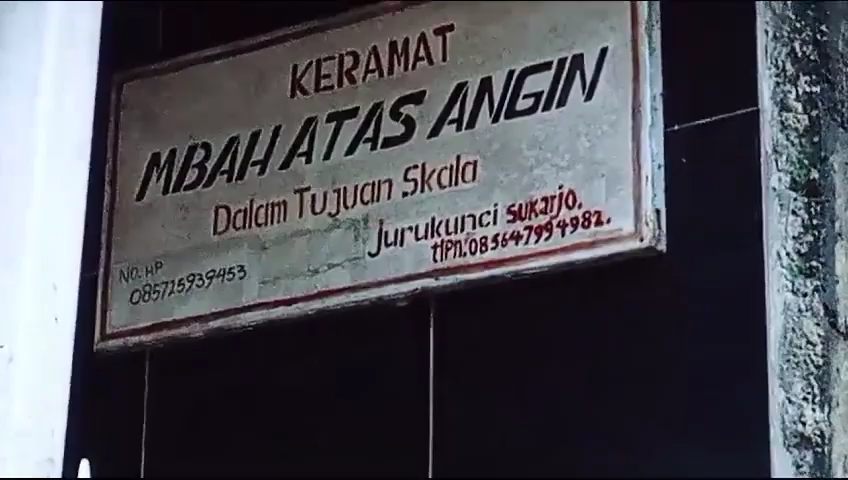 KERAMAT
MBAH ATAS ANGIN
Dalam Tujuan Skala
Jurukunci SUKARJO.
tlPn. 085647994982.
NO. HP
085725939453